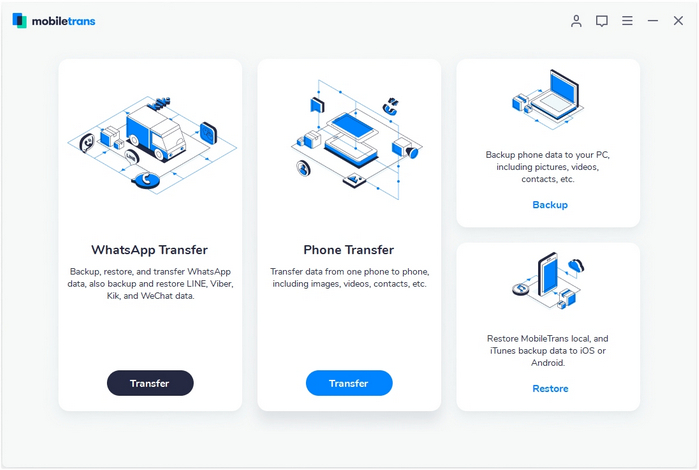 mobiletrans
WhatsApp Transfer
Backup, restore, and transfer WhatsApp
data, also backup and restore LINE, Viber,
Kik, and WeChat data.
Transfer
Phone Transfer
Transfer data from one phone to phone,
including images, videos, contacts, etc.
Transfer
Backup phone data to your PC,
including pictures, videos,
contacts, etc.
Backup
Restore MobileTrans local, and
iTunes backup data to iOS or
Android.
Restore